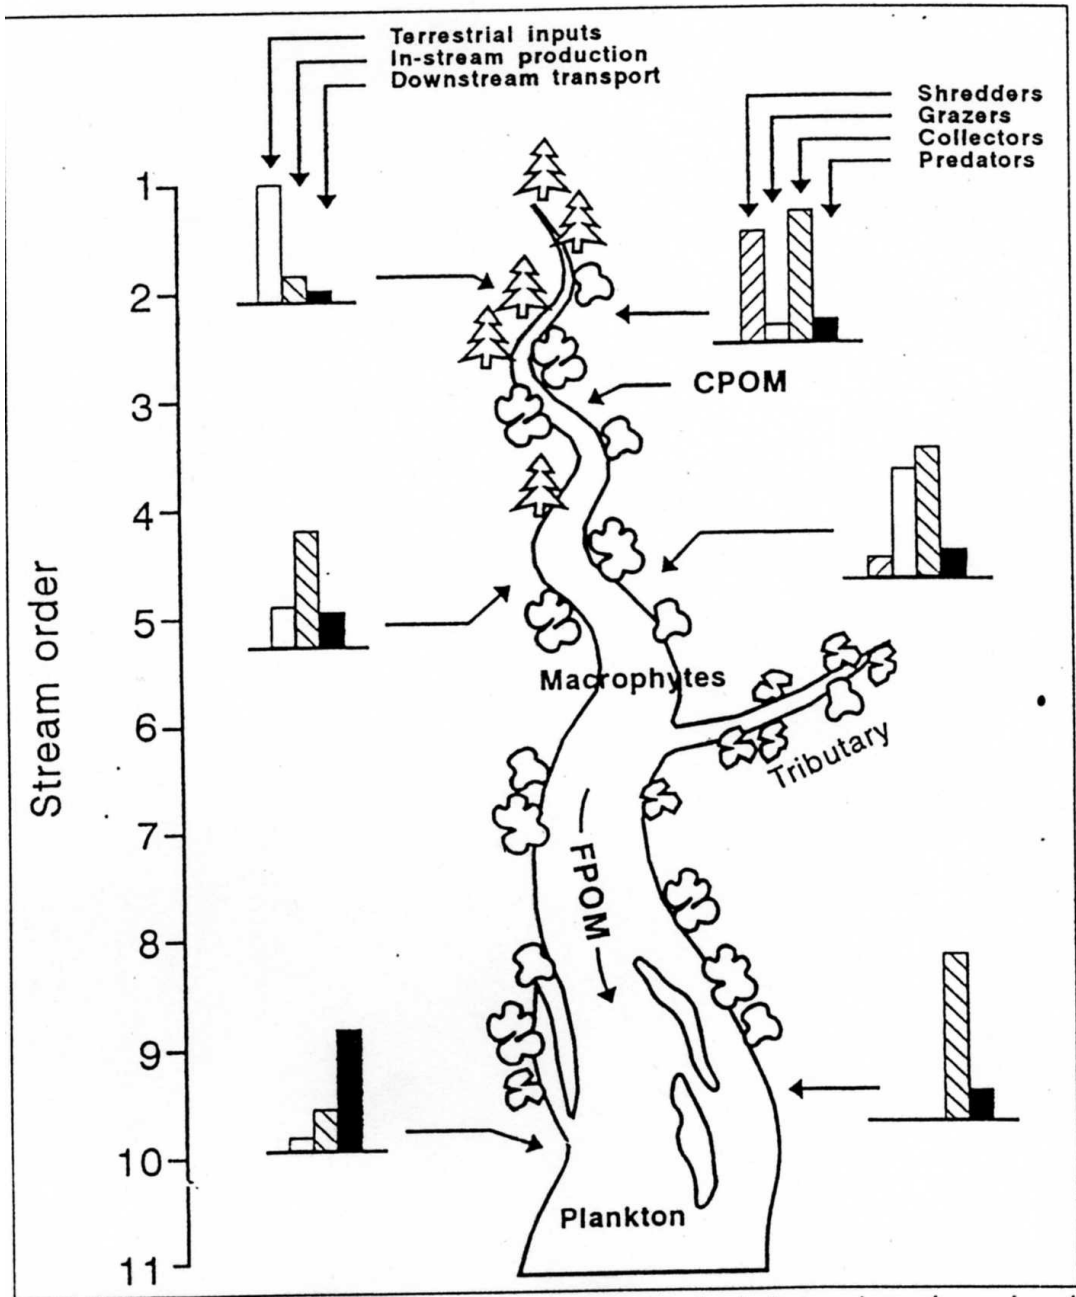 Terrestrial inputs
In-stream production
Downstream transport
Shredders
Grazers
Collectors
Predators
1
2
3
4
5
6
7
8
9
10
11
Stream order
CPOM
Macrophytes
Tributary
FPOM
Plankton